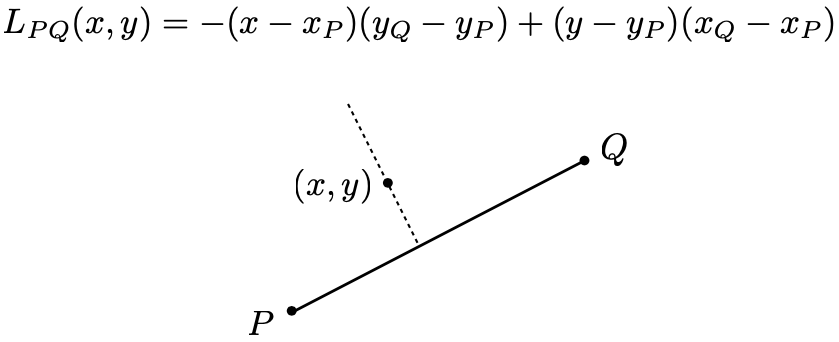 L_{PQ}(x, y) = −(x − x_P)(y_Q − y_P) + (y − y_P)(x_Q − x_P)
Q
(x, y)
P